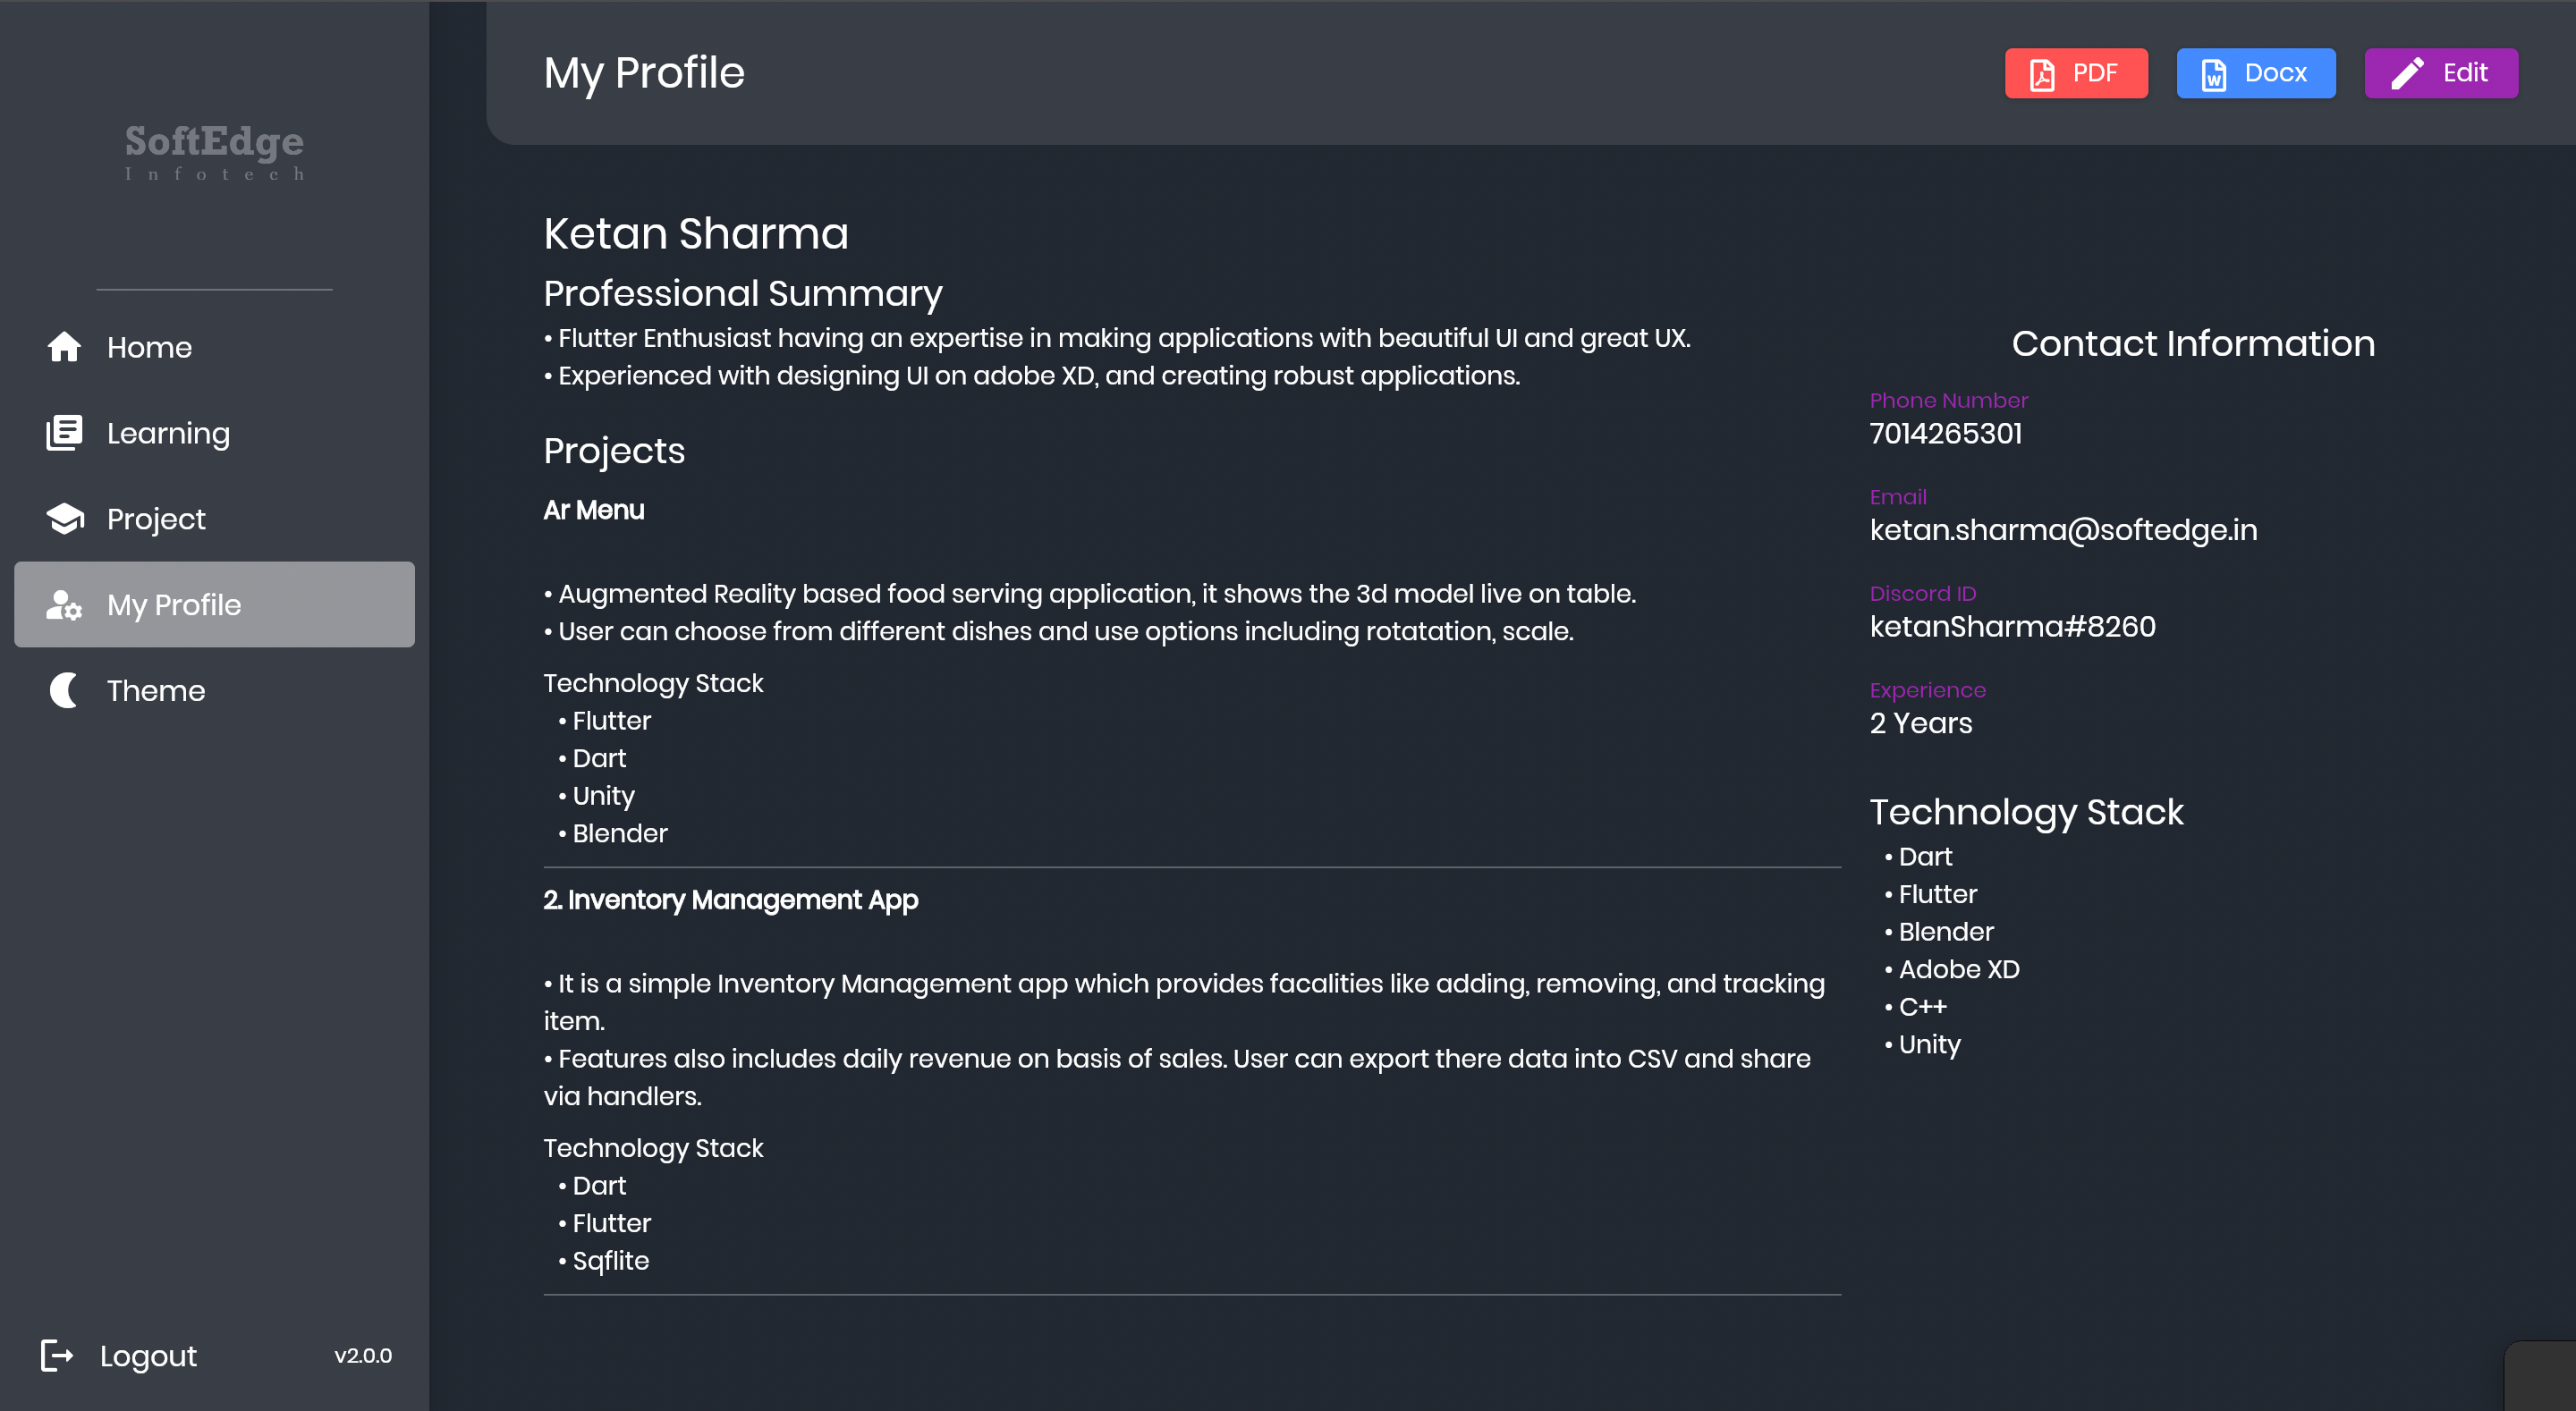 SoftEdge
Infotech
Home
Learning
Project
My Profile
Theme
Logout
v2.0.0
My Profile
PDF
Docx
Edit
Ketan Sharma
Professional Summary
• Flutter Enthusiast having an expertise in making applications with beautiful UI and great UX.
• Experienced with designing UI on adobe XD, and creating robust applications.
Projects
Ar Menu
• Augmented Reality based food serving application, it shows the 3d model live on table.
• User can choose from different dishes and use options including rotatation, scale.
Technology Stack
• Flutter
• Dart
• Unity
• Blender
2. Inventory Management App
• It is a simple Inventory Management app which provides facalities like adding, removing, and tracking
item.
• Features also includes daily revenue on basis of sales. User can export there data into CSV and share
via handlers.
Technology Stack
• Dart
• Flutter
• Sqflite
Contact Information
Phone Number
7014265301
Email
ketan.sharma@softedge.in
Discord ID
ketanSharma#8260
Experience
2 Years
Technology Stack
• Dart
• Flutter
• Blender
• Adobe XD
• C++
• Unity